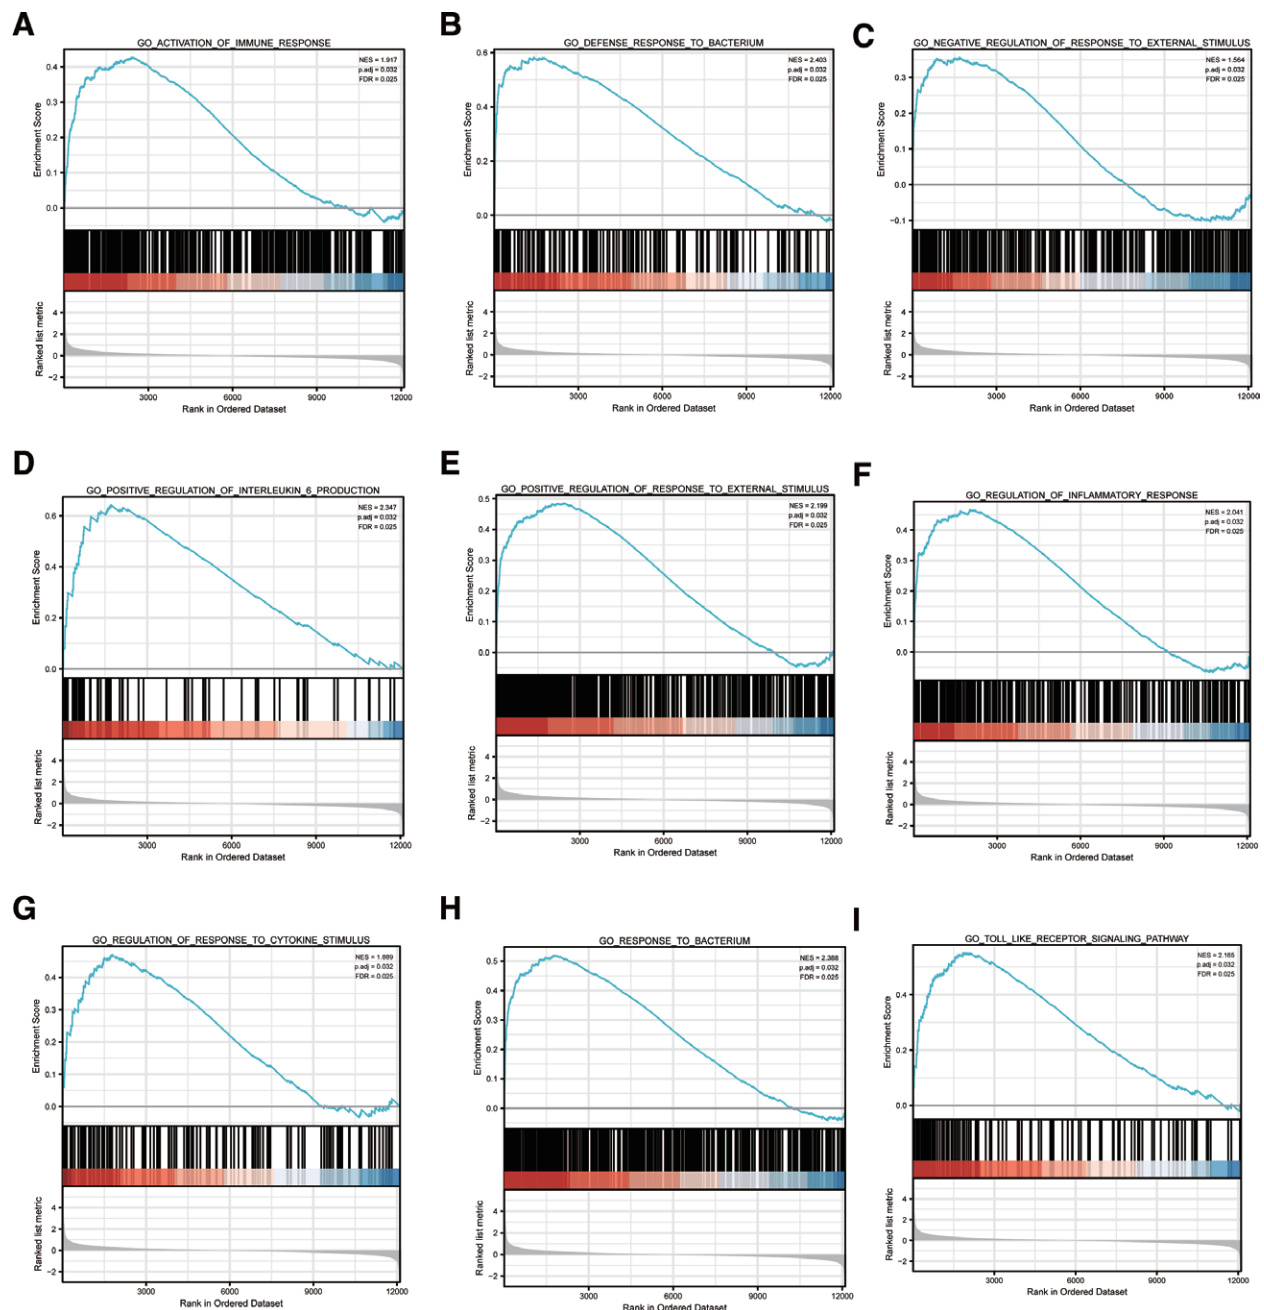 A
GO_ACTIVATION_OF_IMMUNE_RESPONSE
NES = 1.917
p.adj = 0.032
FDR = 0.025
Enrichment Score
0.4
0.3
0.2
0.1
0.0
Ranked list metric
4
2
0
−2
3000 6000 9000 12000
Rank in Ordered Dataset
B
GO_DEFENSE_RESPONSE_TO_BACTERIUM
NES = 2.403
p.adj = 0.032
FDR = 0.025
Enrichment Score
0.6
0.4
0.2
0.0
Ranked list metric
4
2
0
−2
3000 6000 9000 12000
Rank in Ordered Dataset
C
GO_NEGATIVE_REGULATION_OF_RESPONSE_TO_EXTERNAL_STIMULUS
NES = 1.564
p.adj = 0.032
FDR = 0.025
Enrichment Score
0.3
0.2
0.1
0.0
−0.1
Ranked list metric
4
2
0
−2
3000 6000 9000 12000
Rank in Ordered Dataset
D
GO_POSITIVE_REGULATION_OF_INTERLEUKIN_6_PRODUCTION
NES = 2.347
p.adj = 0.032
FDR = 0.025
Enrichment Score
0.6
0.4
0.2
0.0
Ranked list metric
4
2
0
−2
3000 6000 9000 12000
Rank in Ordered Dataset
E
GO_POSITIVE_REGULATION_OF_RESPONSE_TO_EXTERNAL_STIMULUS
NES = 2.199
p.adj = 0.032
FDR = 0.025
Enrichment Score
0.5
0.4
0.3
0.2
0.1
0.0
Ranked list metric
4
2
0
−2
3000 6000 9000 12000
Rank in Ordered Dataset
F
GO_REGULATION_OF_INFLAMMATORY_RESPONSE
NES = 2.041
p.adj = 0.032
FDR = 0.025
Enrichment Score
0.4
0.3
0.2
0.1
0.0
Ranked list metric
4
2
0
−2
3000 6000 9000 12000
Rank in Ordered Dataset
G
GO_REGULATION_OF_RESPONSE_TO_CYTOKINE_STIMULUS
NES =
p.adj = 0.032
FDR = 0.025
Enrichment Score
0.4
0.3
0.2
0.1
0.0
Ranked list metric
4
2
0
−2
3000 6000 9000 12000
Rank in Ordered Dataset
H
GO_RESPONSE_TO_BACTERIUM
NES = 2.388
p.adj = 0.032
FDR = 0.025
Enrichment Score
0.5
0.4
0.3
0.2
0.1
0.0
Ranked list metric
4
2
0
−2
3000 6000 9000 12000
Rank in Ordered Dataset
I
GO_TOLL_LIKE_RECEPTOR_SIGNALING_PATHWAY
NES = 2.165
p.adj = 0.032
FDR = 0.025
Enrichment Score
0.4
0.2
0.0
Ranked list metric
4
2
0
−2
3000 6000 9000 12000
Rank in Ordered Dataset